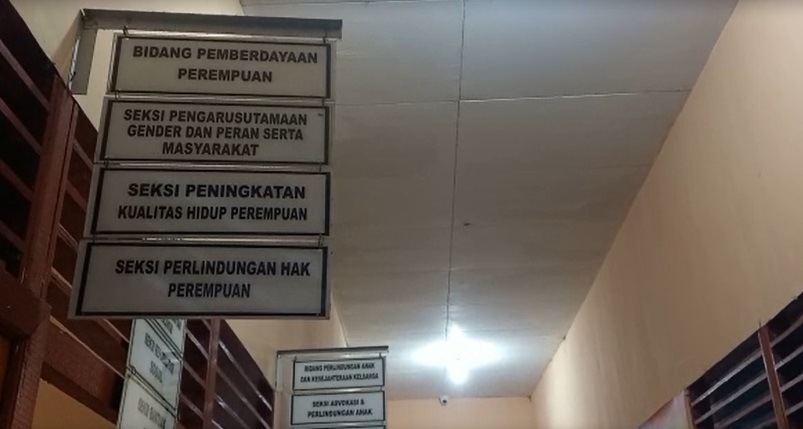 BIDANG PEMBERDAYAAN
PEREMPUAN
SEKSI PENGARUSUTAMAAN
GENDER DAN PERAN SERTA
MASYARAKAT
SEKSI PENINGKATAN
KUALITAS HIDUP PEREMPUAN
SEKSI PERLINDUNGAN HAK
PEREMPUAN
BIDANG PERLINDUNGAN ANAK
DAN KESEJAHTERAAN KELUARGA
SEKSI ADVOKASI &
PERLINDUNGAN ANAK